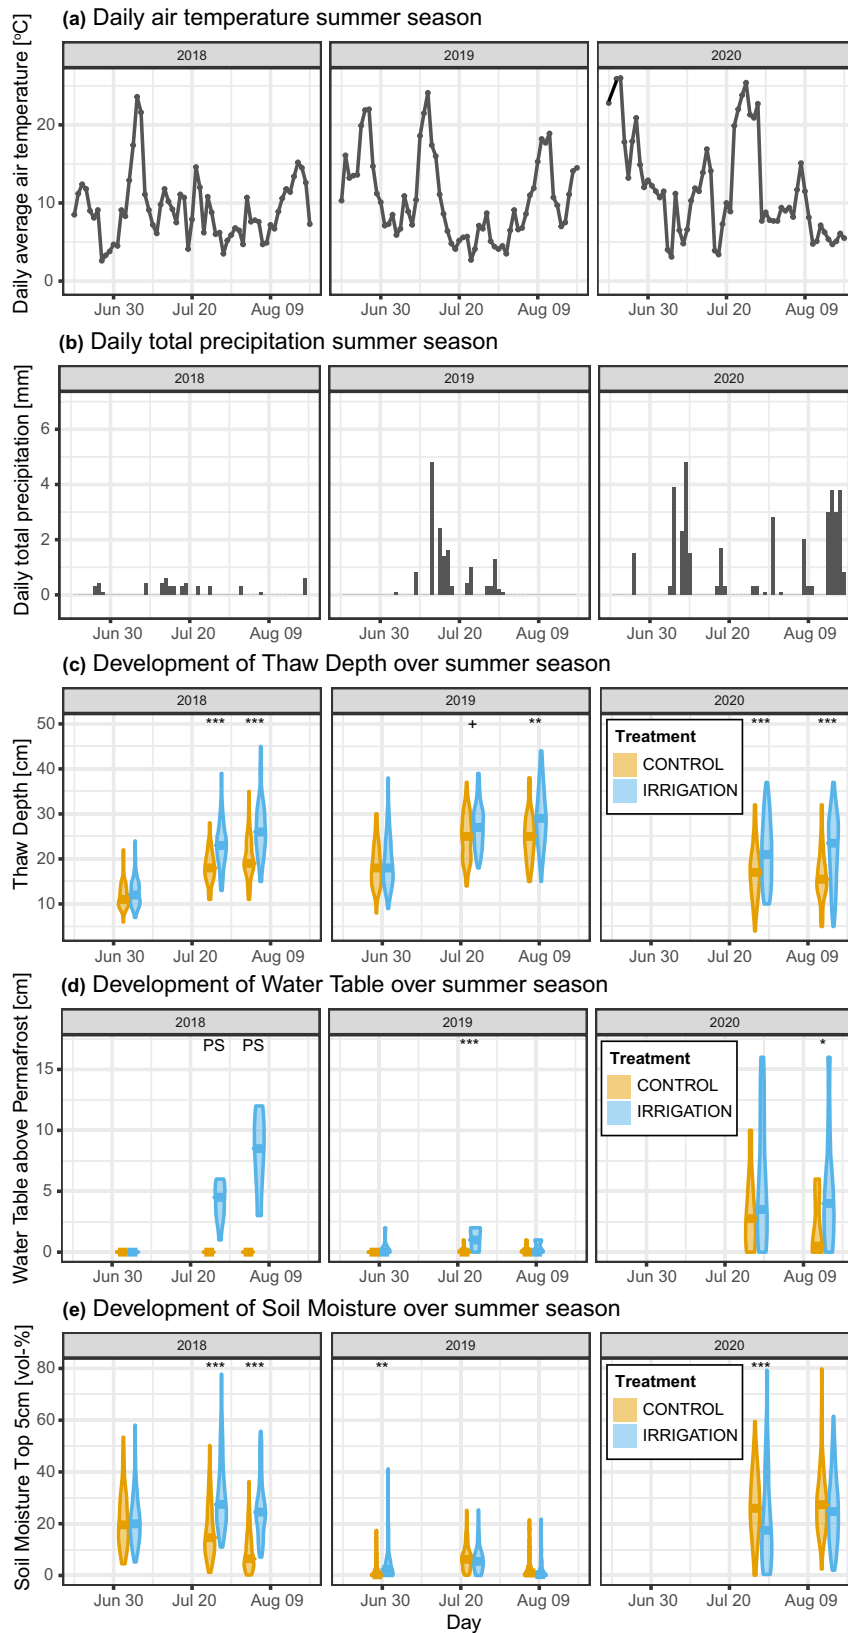 (a) Daily air temperature summer season
Daily average air temperature [°C]
2018
2019
2020
20
10
0
Jun 30
Jul 20
Aug 09
Jun 30
Jul 20
Aug 09
Jun 30
Jul 20
Aug 09
(b) Daily total precipitation summer season
Daily total precipitation [mm]
2018
2019
2020
6
4
2
0
Jun 30
Jul 20
Aug 09
Jun 30
Jul 20
Aug 09
Jun 30
Jul 20
Aug 09
(c) Development of Thaw Depth over summer season
Thaw Depth [cm]
2018
2019
2020
50
40
30
20
10
*** ***
+ **
*** ***
Treatment
CONTROL
IRRIGATION
Jun 30
Jul 20
Aug 09
Jun 30
Jul 20
Aug 09
Jun 30
Jul 20
Aug 09
(d) Development of Water Table over summer season
Water Table above Permafrost [cm]
2018
2019
2020
15
10
5
0
PS PS
***
*
Treatment
CONTROL
IRRIGATION
Jun 30
Jul 20
Aug 09
Jun 30
Jul 20
Aug 09
Jun 30
Jul 20
Aug 09
(e) Development of Soil Moisture over summer season
Soil Moisture Top 5cm [vol-%]
2018
2019
2020
80
60
40
20
0
*** ***
**
***
Treatment
CONTROL
IRRIGATION
Jun 30
Jul 20
Aug 09
Jun 30
Jul 20
Aug 09
Jun 30
Jul 20
Aug 09
Day